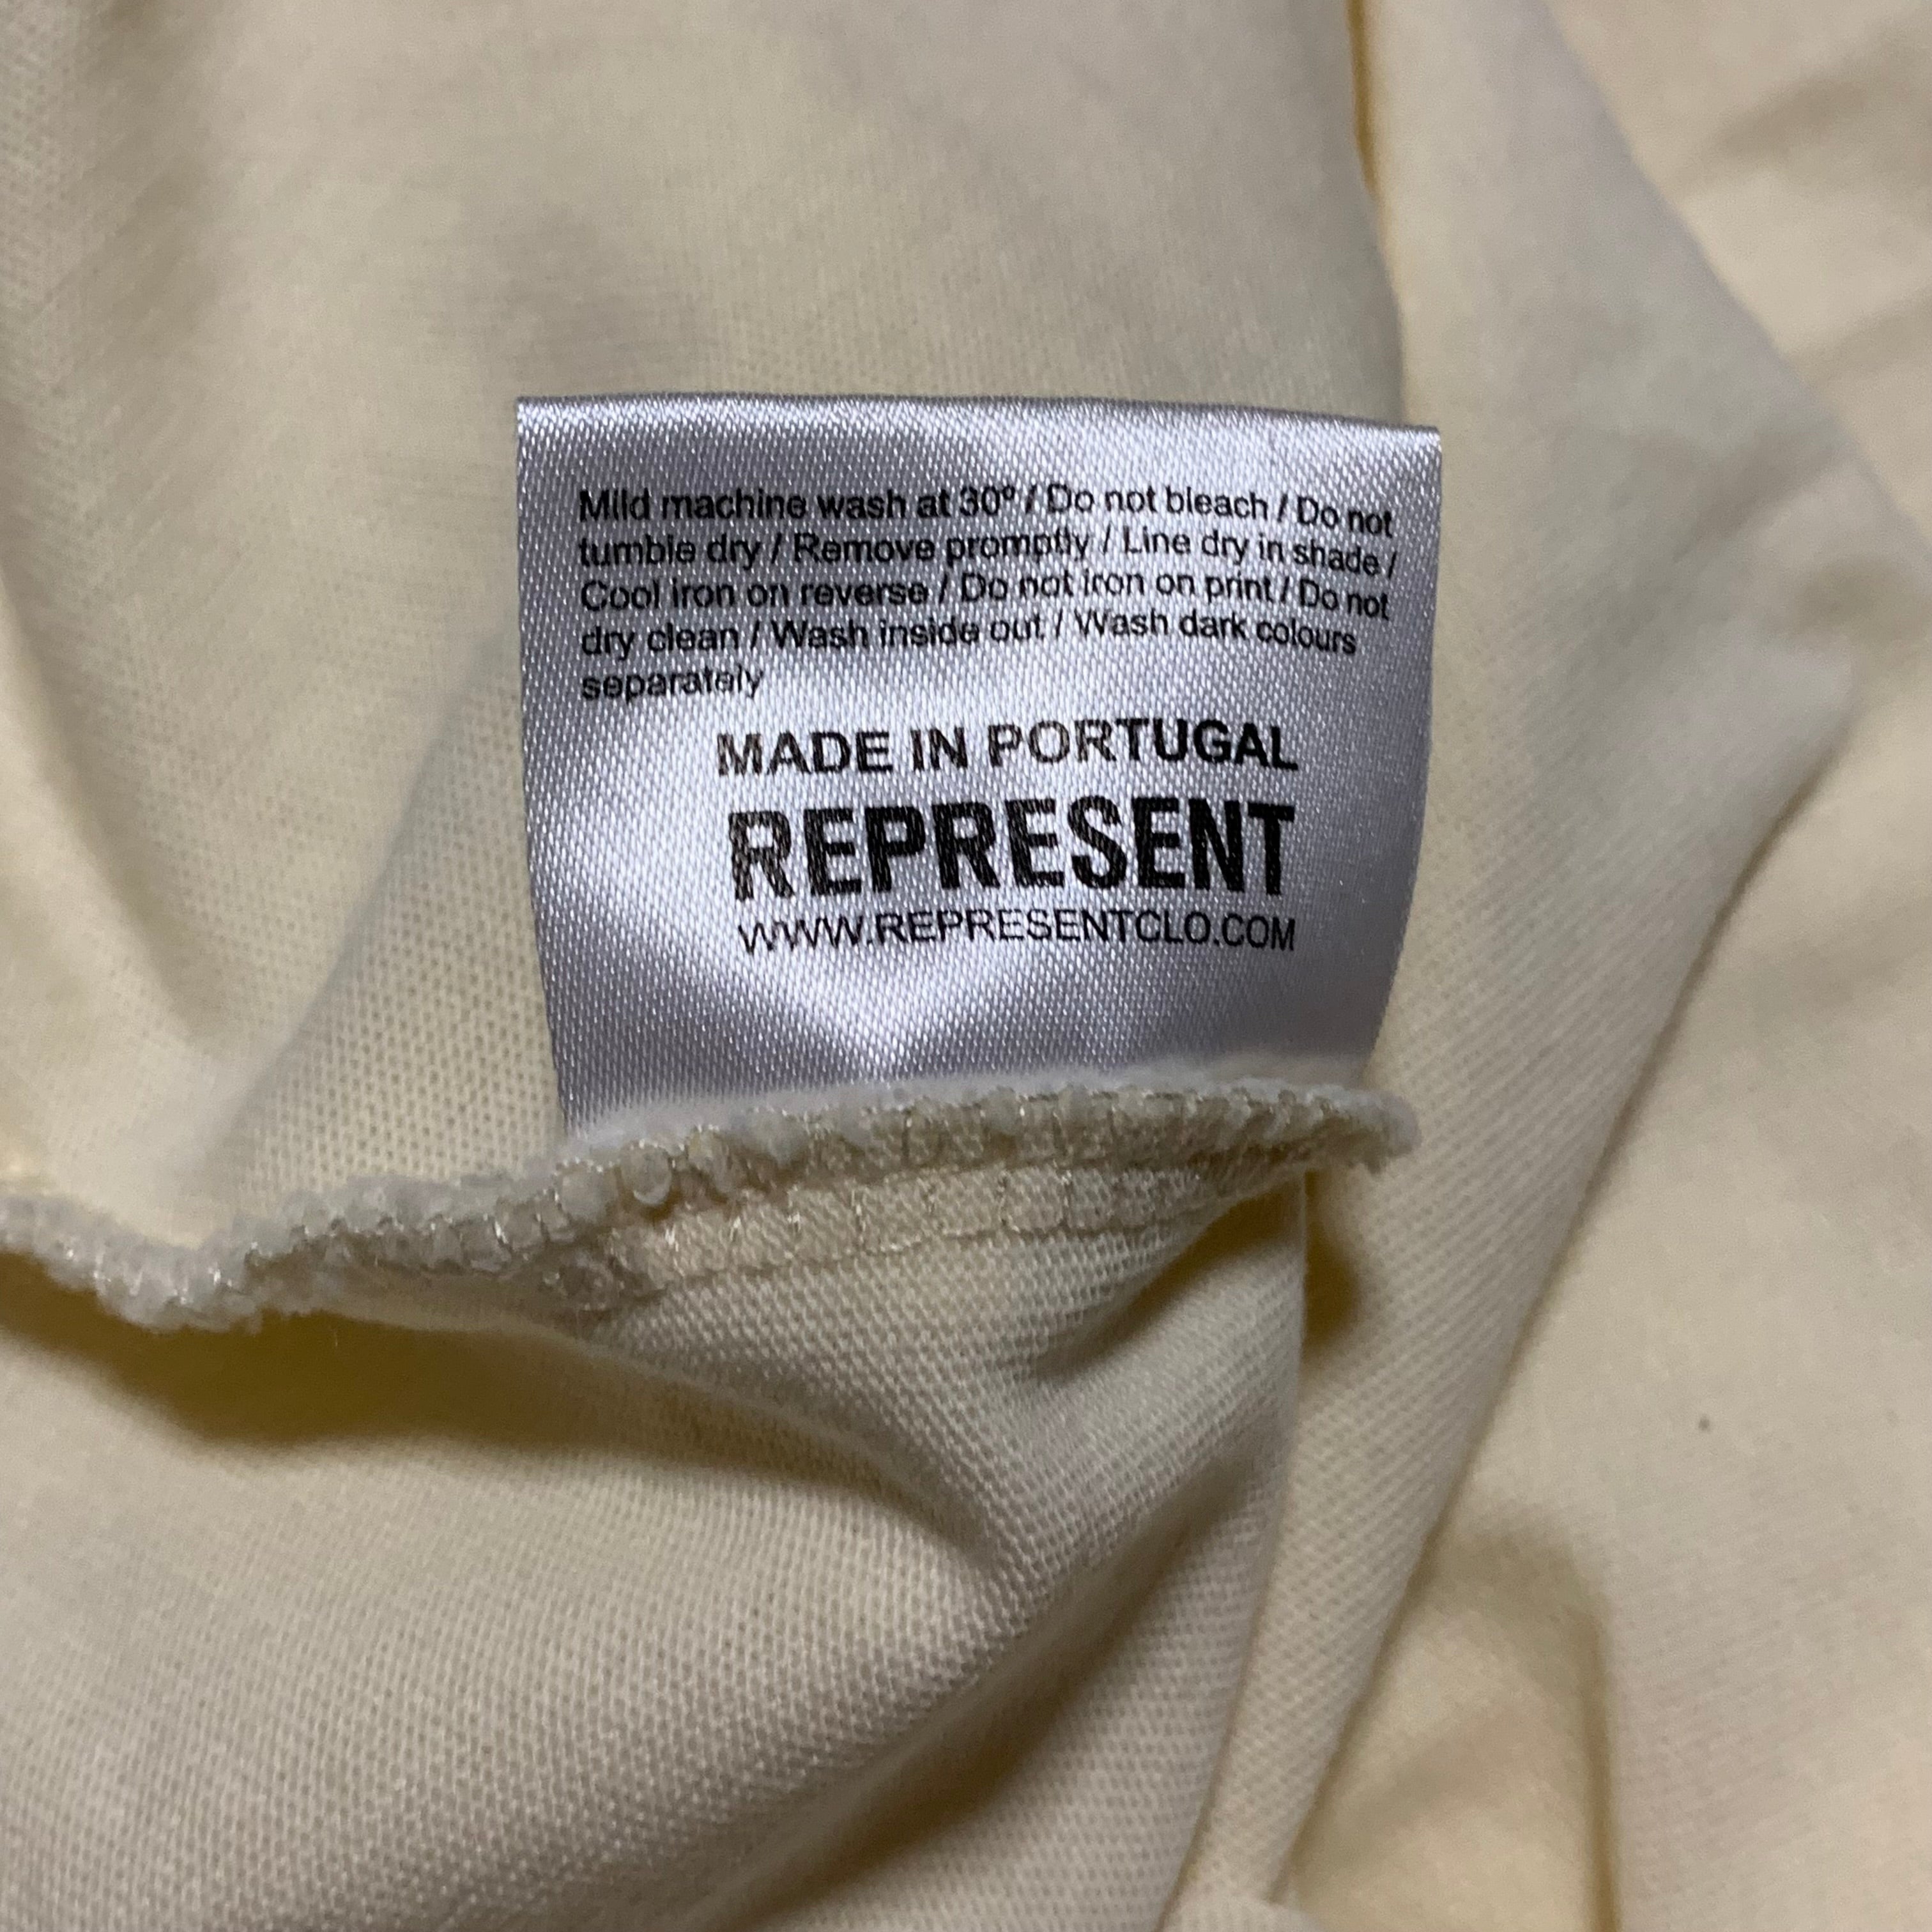 Mild machine wash at 30º / Do not bleach / Do not
tumble dry / Remove promptly / Line dry in shade /
Cool iron on reverse / Do not iron on print / Do not
dry clean / Wash inside out / Wash dark colours
separately
MADE IN PORTUGAL
REPRESENT
WWW.REPRESENTCLO.COM